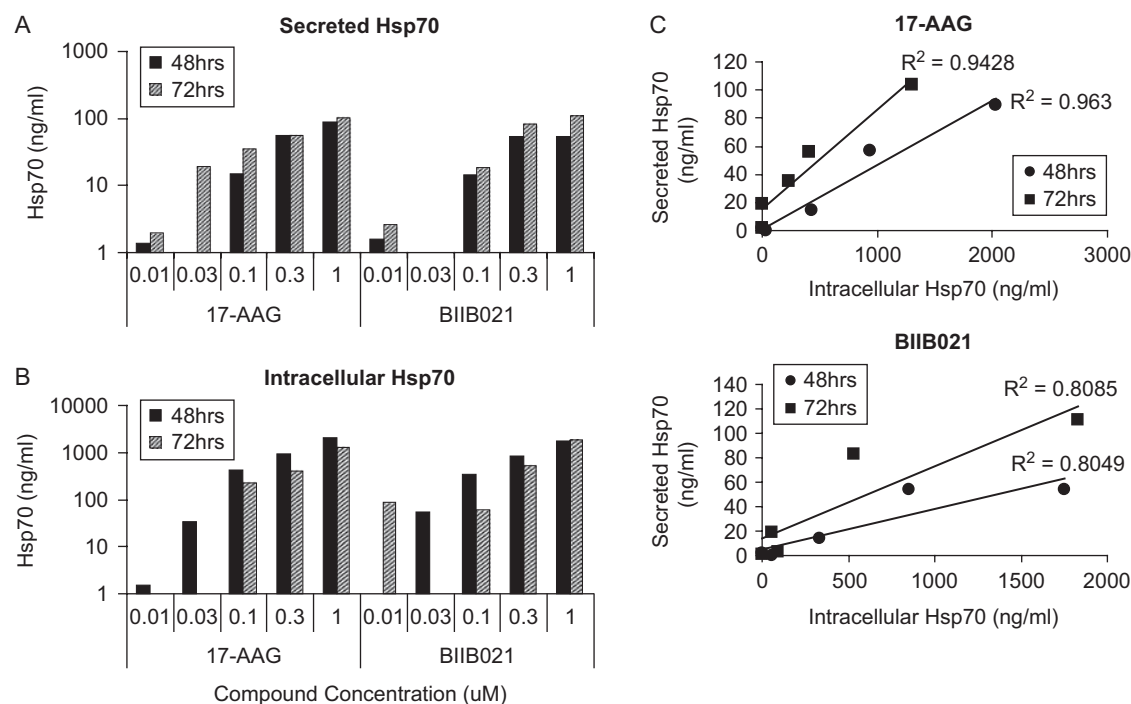 A
Secreted Hsp70
48hrs
72hrs
Hsp70 (ng/ml)
1000
100
10
1
0.01 0.03 0.1 0.3 1 0.01 0.03 0.1 0.3 1
17-AAG BIIB021
B
Intracellular Hsp70
48hrs
72hrs
Hsp70 (ng/ml)
10000
1000
100
10
1
0.01 0.03 0.1 0.3 1 0.01 0.03 0.1 0.3 1
17-AAG BIIB021
Compound Concentration (uM)
C
17-AAG
R² = 0.9428
R² = 0.963
48hrs
72hrs
Secreted Hsp70
(ng/ml)
120
100
80
60
40
20
0
0 1000 2000 3000
Intracellular Hsp70 (ng/ml)
BIIB021
48hrs
72hrs
R² = 0.8085
R² = 0.8049
Secreted Hsp70
(ng/ml)
140
120
100
80
60
40
20
0
0 500 1000 1500 2000
Intracellular Hsp70 (ng/ml)